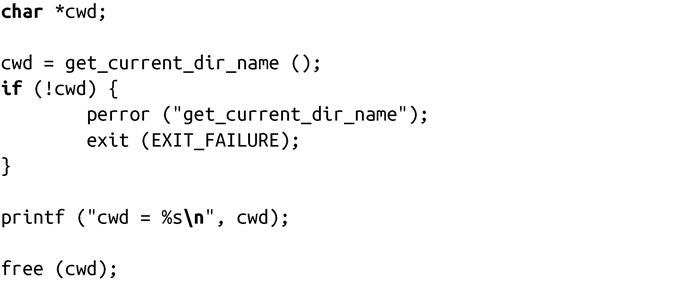 char *cwd;

cwd = get_current_dir_name ();
if (!cwd) {
        perror ("get_current_dir_name");
        exit (EXIT_FAILURE);
}

printf ("cwd = %s\n", cwd);

free (cwd);